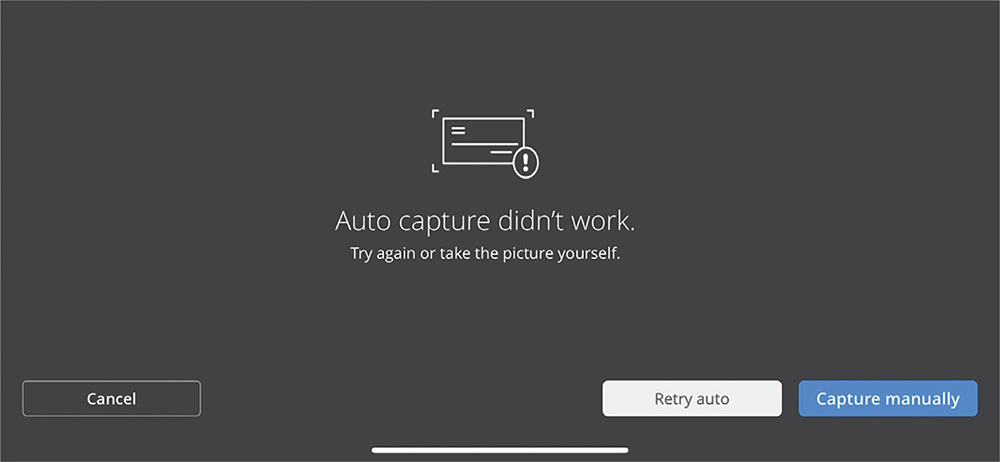 Auto capture didn’t work.
Try again or take the picture yourself.
Cancel
Retry auto
Capture manually